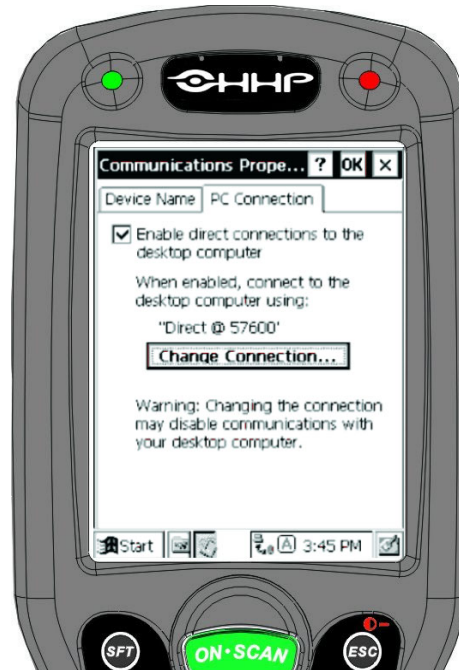 HHP
Communications Prope... ? OK ×
Device Name PC Connection
Enable direct connections to the
desktop computer
When enabled, connect to the
desktop computer using:
"Direct @ 57600'
Change Connection...
Warning: Changing the connection
may disable communications with
your desktop computer.
Start A 3:45 PM
SFT ON·SCAN ESC